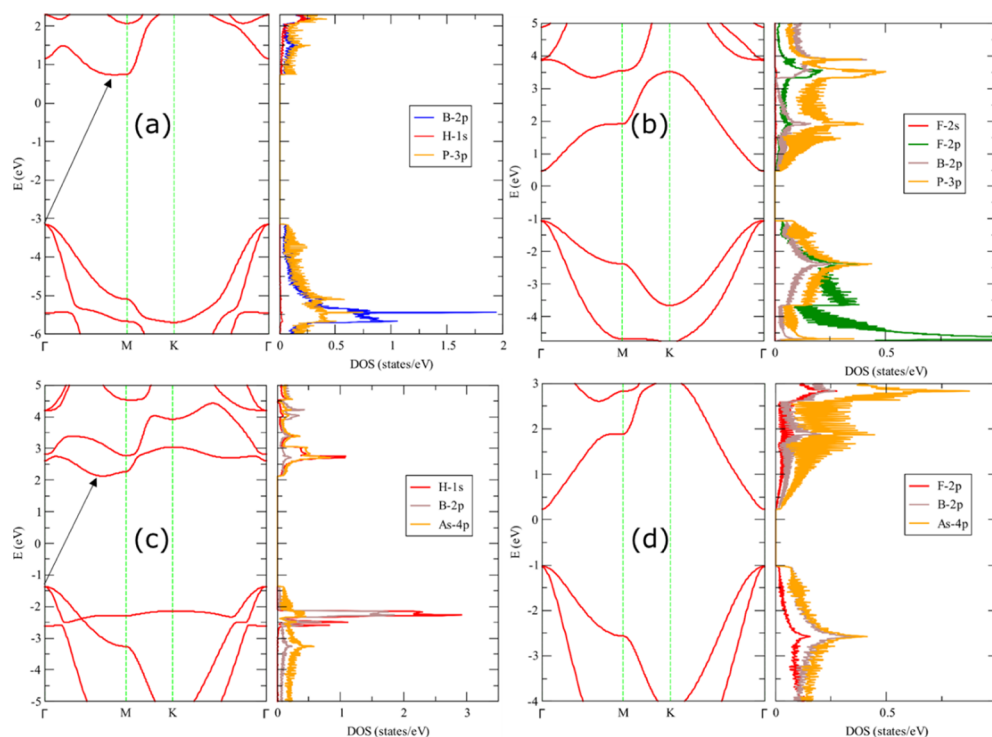 2
1
0
-1
-2
-3
-4
-5
-6
E (eV)
(a)
Γ
M
K
Γ
B-2p
H-1s
P-3p
0
0.5
1
1.5
2
DOS (states/eV)
5
4
3
2
1
0
-1
-2
-3
-4
E (eV)
(b)
Γ
M
K
Γ
F-2s
F-2p
B-2p
P-3p
0
0.5
DOS (states/eV)
5
4
3
2
1
0
-1
-2
-3
-4
-5
E (eV)
(c)
Γ
M
K
Γ
H-1s
B-2p
As-4p
0
1
2
3
DOS (states/eV)
3
2
1
0
-1
-2
-3
-4
E (eV)
(d)
Γ
M
K
Γ
F-2p
B-2p
As-4p
0
0.5
DOS (states/eV)